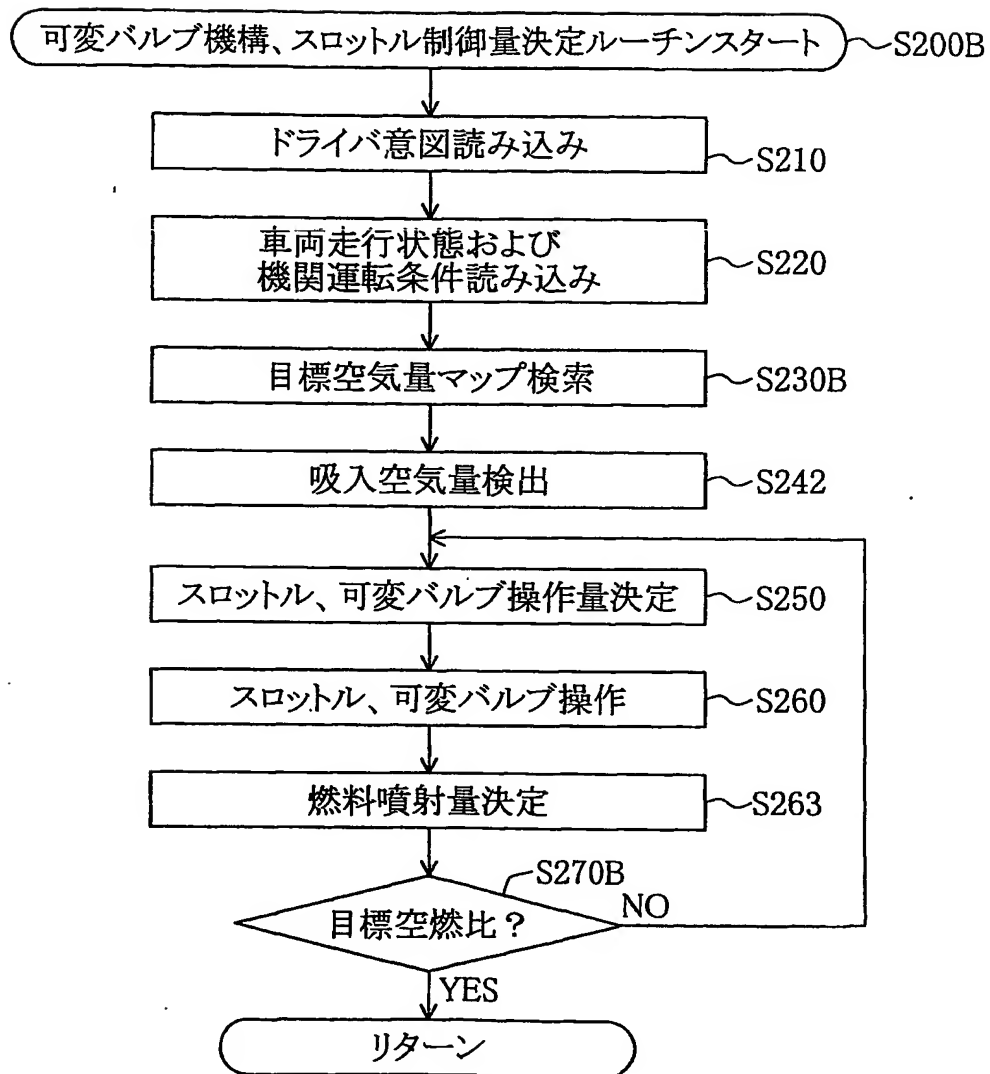 可変バルブ機構、スロットル制御量決定ルーチンスタート
S200B
ドライバ意図読み込み
S210
車両走行状態および
機関運転条件読み込み
S220
目標空気量マップ検索
S230B
吸入空気量検出
S242
スロットル、可変バルブ操作量決定
S250
スロットル、可変バルブ操作
S260
燃料噴射量決定
S263
S270B
目標空燃比?
NO
YES
リターン